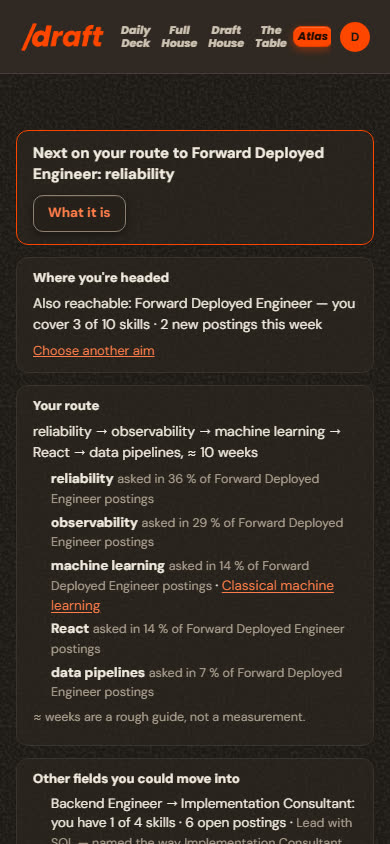 /draft
Daily Deck
Full House
Draft House
The Table
Atlas
D
Next on your route to Forward Deployed
Engineer: reliability
What it is
Where you're headed
Also reachable: Forward Deployed Engineer — you
cover 3 of 10 skills · 2 new postings this week
Choose another aim
Your route
reliability → observability → machine learning →
React → data pipelines, ≈ 10 weeks
reliability asked in 36 % of Forward Deployed
Engineer postings
observability asked in 29 % of Forward Deployed
Engineer postings
machine learning asked in 14 % of Forward
Deployed Engineer postings · Classical machine
learning
React asked in 14 % of Forward Deployed Engineer
postings
data pipelines asked in 7 % of Forward Deployed
Engineer postings
≈ weeks are a rough guide, not a measurement.
Other fields you could move into
Backend Engineer → Implementation Consultant:
you have 1 of 4 skills · 6 open postings · Lead with
SQL — named the way Implementation Consultant